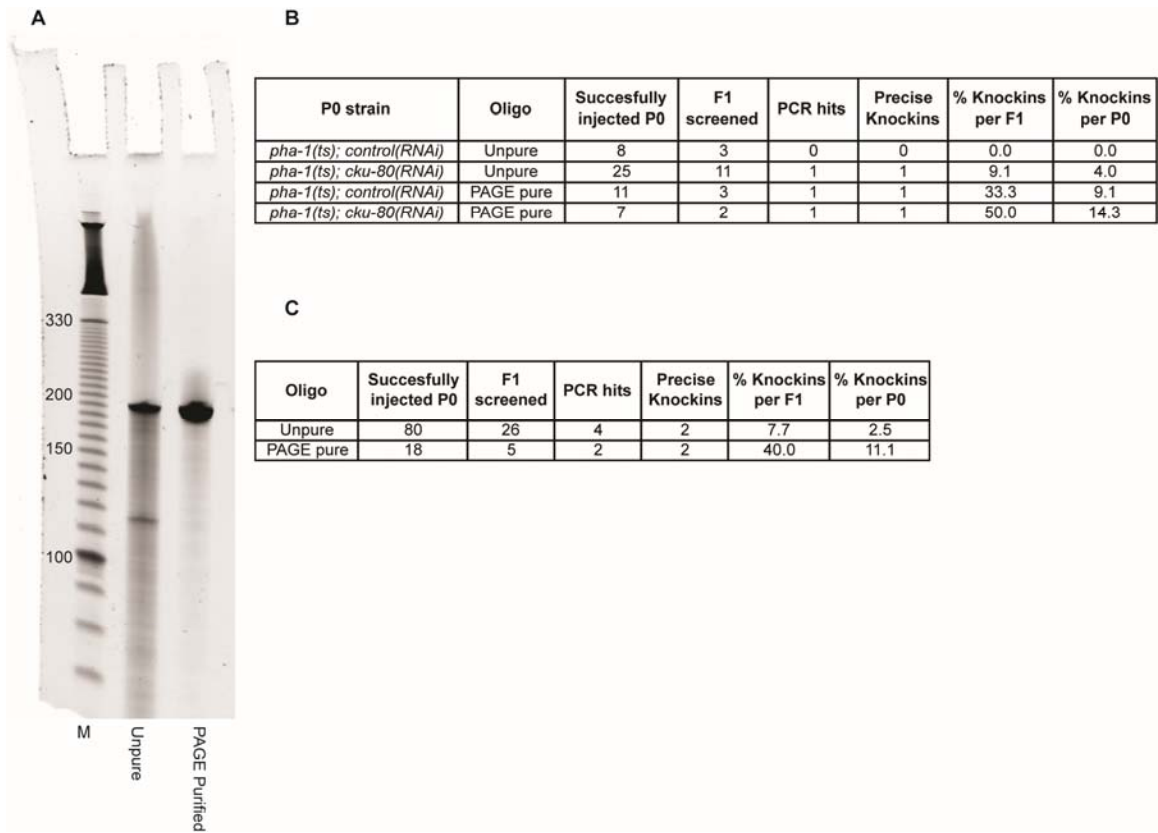 A
330
200
150
100
M
Unpure
PAGE Purified
B
P0 strain Oligo Succesfully injected P0 F1 screened PCR hits Precise Knockins % Knockins per F1 % Knockins per P0
pha-1(ts); control(RNAi) Unpure 8 3 0 0 0.0 0.0
pha-1(ts); cku-80(RNAi) Unpure 25 11 1 1 9.1 4.0
pha-1(ts); control(RNAi) PAGE pure 11 3 1 1 33.3 9.1
pha-1(ts); cku-80(RNAi) PAGE pure 7 2 1 1 50.0 14.3
C
Oligo Succesfully injected P0 F1 screened PCR hits Precise Knockins % Knockins per F1 % Knockins per P0
Unpure 80 26 4 2 7.7 2.5
PAGE pure 18 5 2 2 40.0 11.1